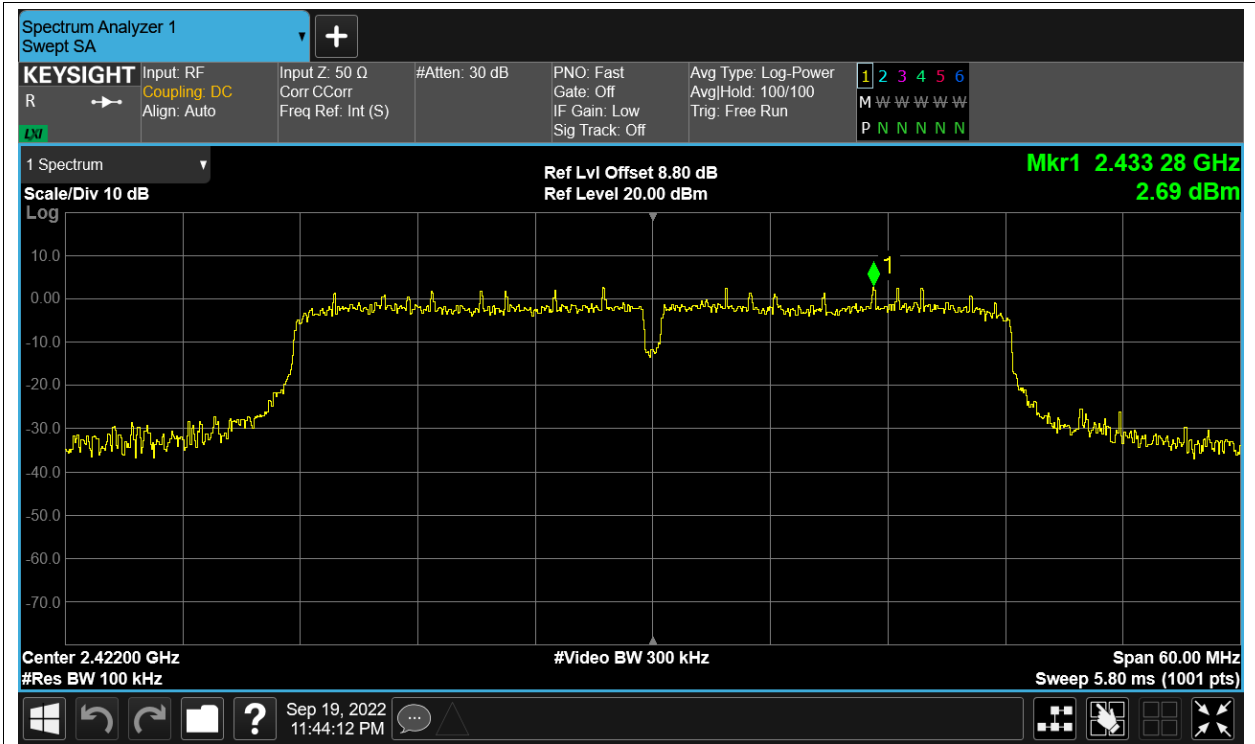 Spectrum Analyzer 1
Swept SA
KEYSIGHT
R
LXI
Input: RF
Coupling: DC
Align: Auto
Input Z: 50 Ω
Corr CCorr
Freq Ref: Int (S)
#Atten: 30 dB
PNO: Fast
Gate: Off
IF Gain: Low
Sig Track: Off
Avg Type: Log-Power
Avg|Hold: 100/100
Trig: Free Run
1 2 3 4 5 6
M W W W W W
P N N N N N
1 Spectrum
Scale/Div 10 dB
Log
Ref Lvl Offset 8.80 dB
Ref Level 20.00 dBm
Mkr1 2.433 28 GHz
2.69 dBm
10.0
0.00
-10.0
-20.0
-30.0
-40.0
-50.0
-60.0
-70.0
1
Center 2.42200 GHz
#Res BW 100 kHz
#Video BW 300 kHz
Span 60.00 MHz
Sweep 5.80 ms (1001 pts)
?
Sep 19, 2022
11:44:12 PM